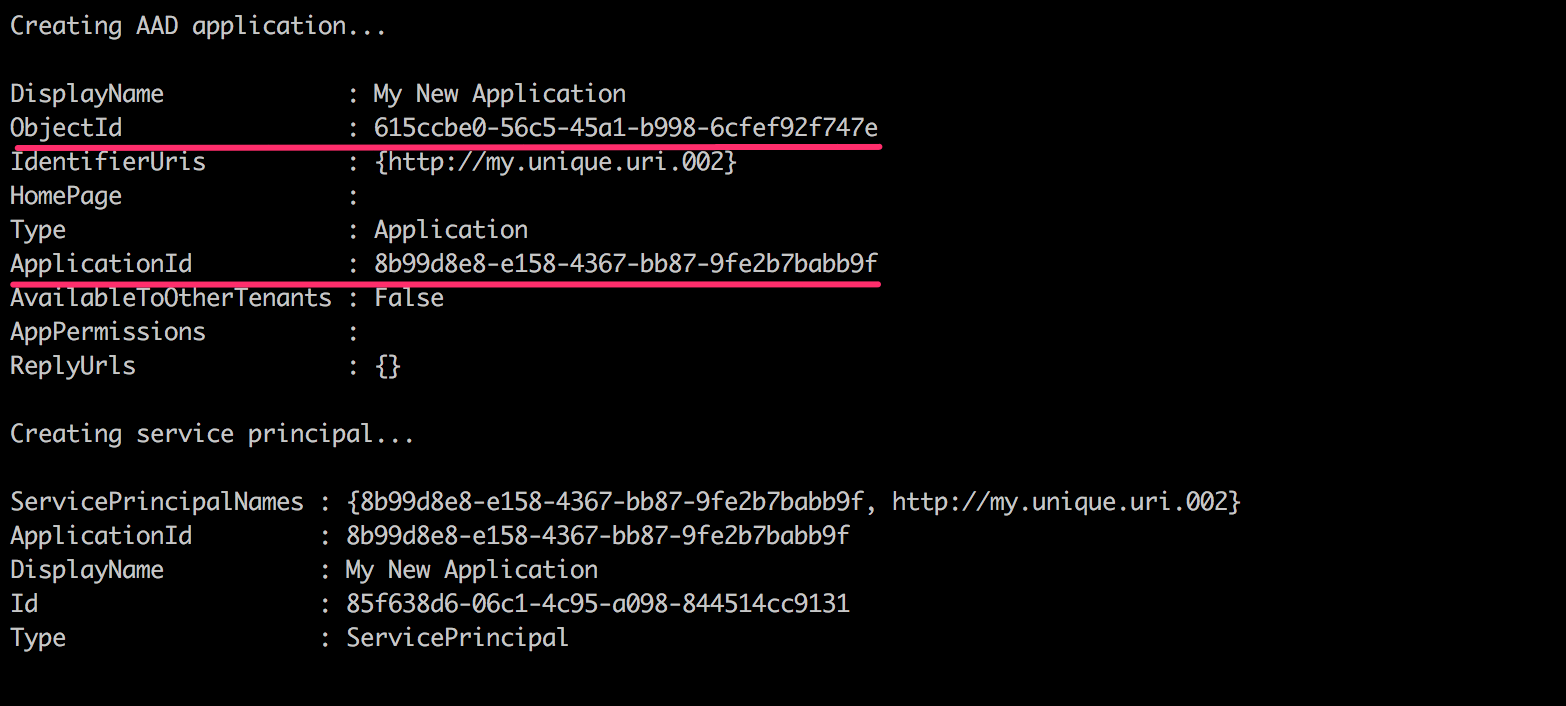 Creating AAD application...
DisplayName : My New Application
ObjectId : 615ccbe0-56c5-45a1-b998-6cfef92f747e
IdentifierUris : {http://my.unique.uri.002}
HomePage :
Type : Application
ApplicationId : 8b99d8e8-e158-4367-bb87-9fe2b7babb9f
AvailableToOtherTenants : False
AppPermissions :
ReplyUrls : {}
Creating service principal...
ServicePrincipalNames : {8b99d8e8-e158-4367-bb87-9fe2b7babb9f, http://my.unique.uri.002}
ApplicationId : 8b99d8e8-e158-4367-bb87-9fe2b7babb9f
DisplayName : My New Application
Id : 85f638d6-06c1-4c95-a098-844514cc9131
Type : ServicePrincipal